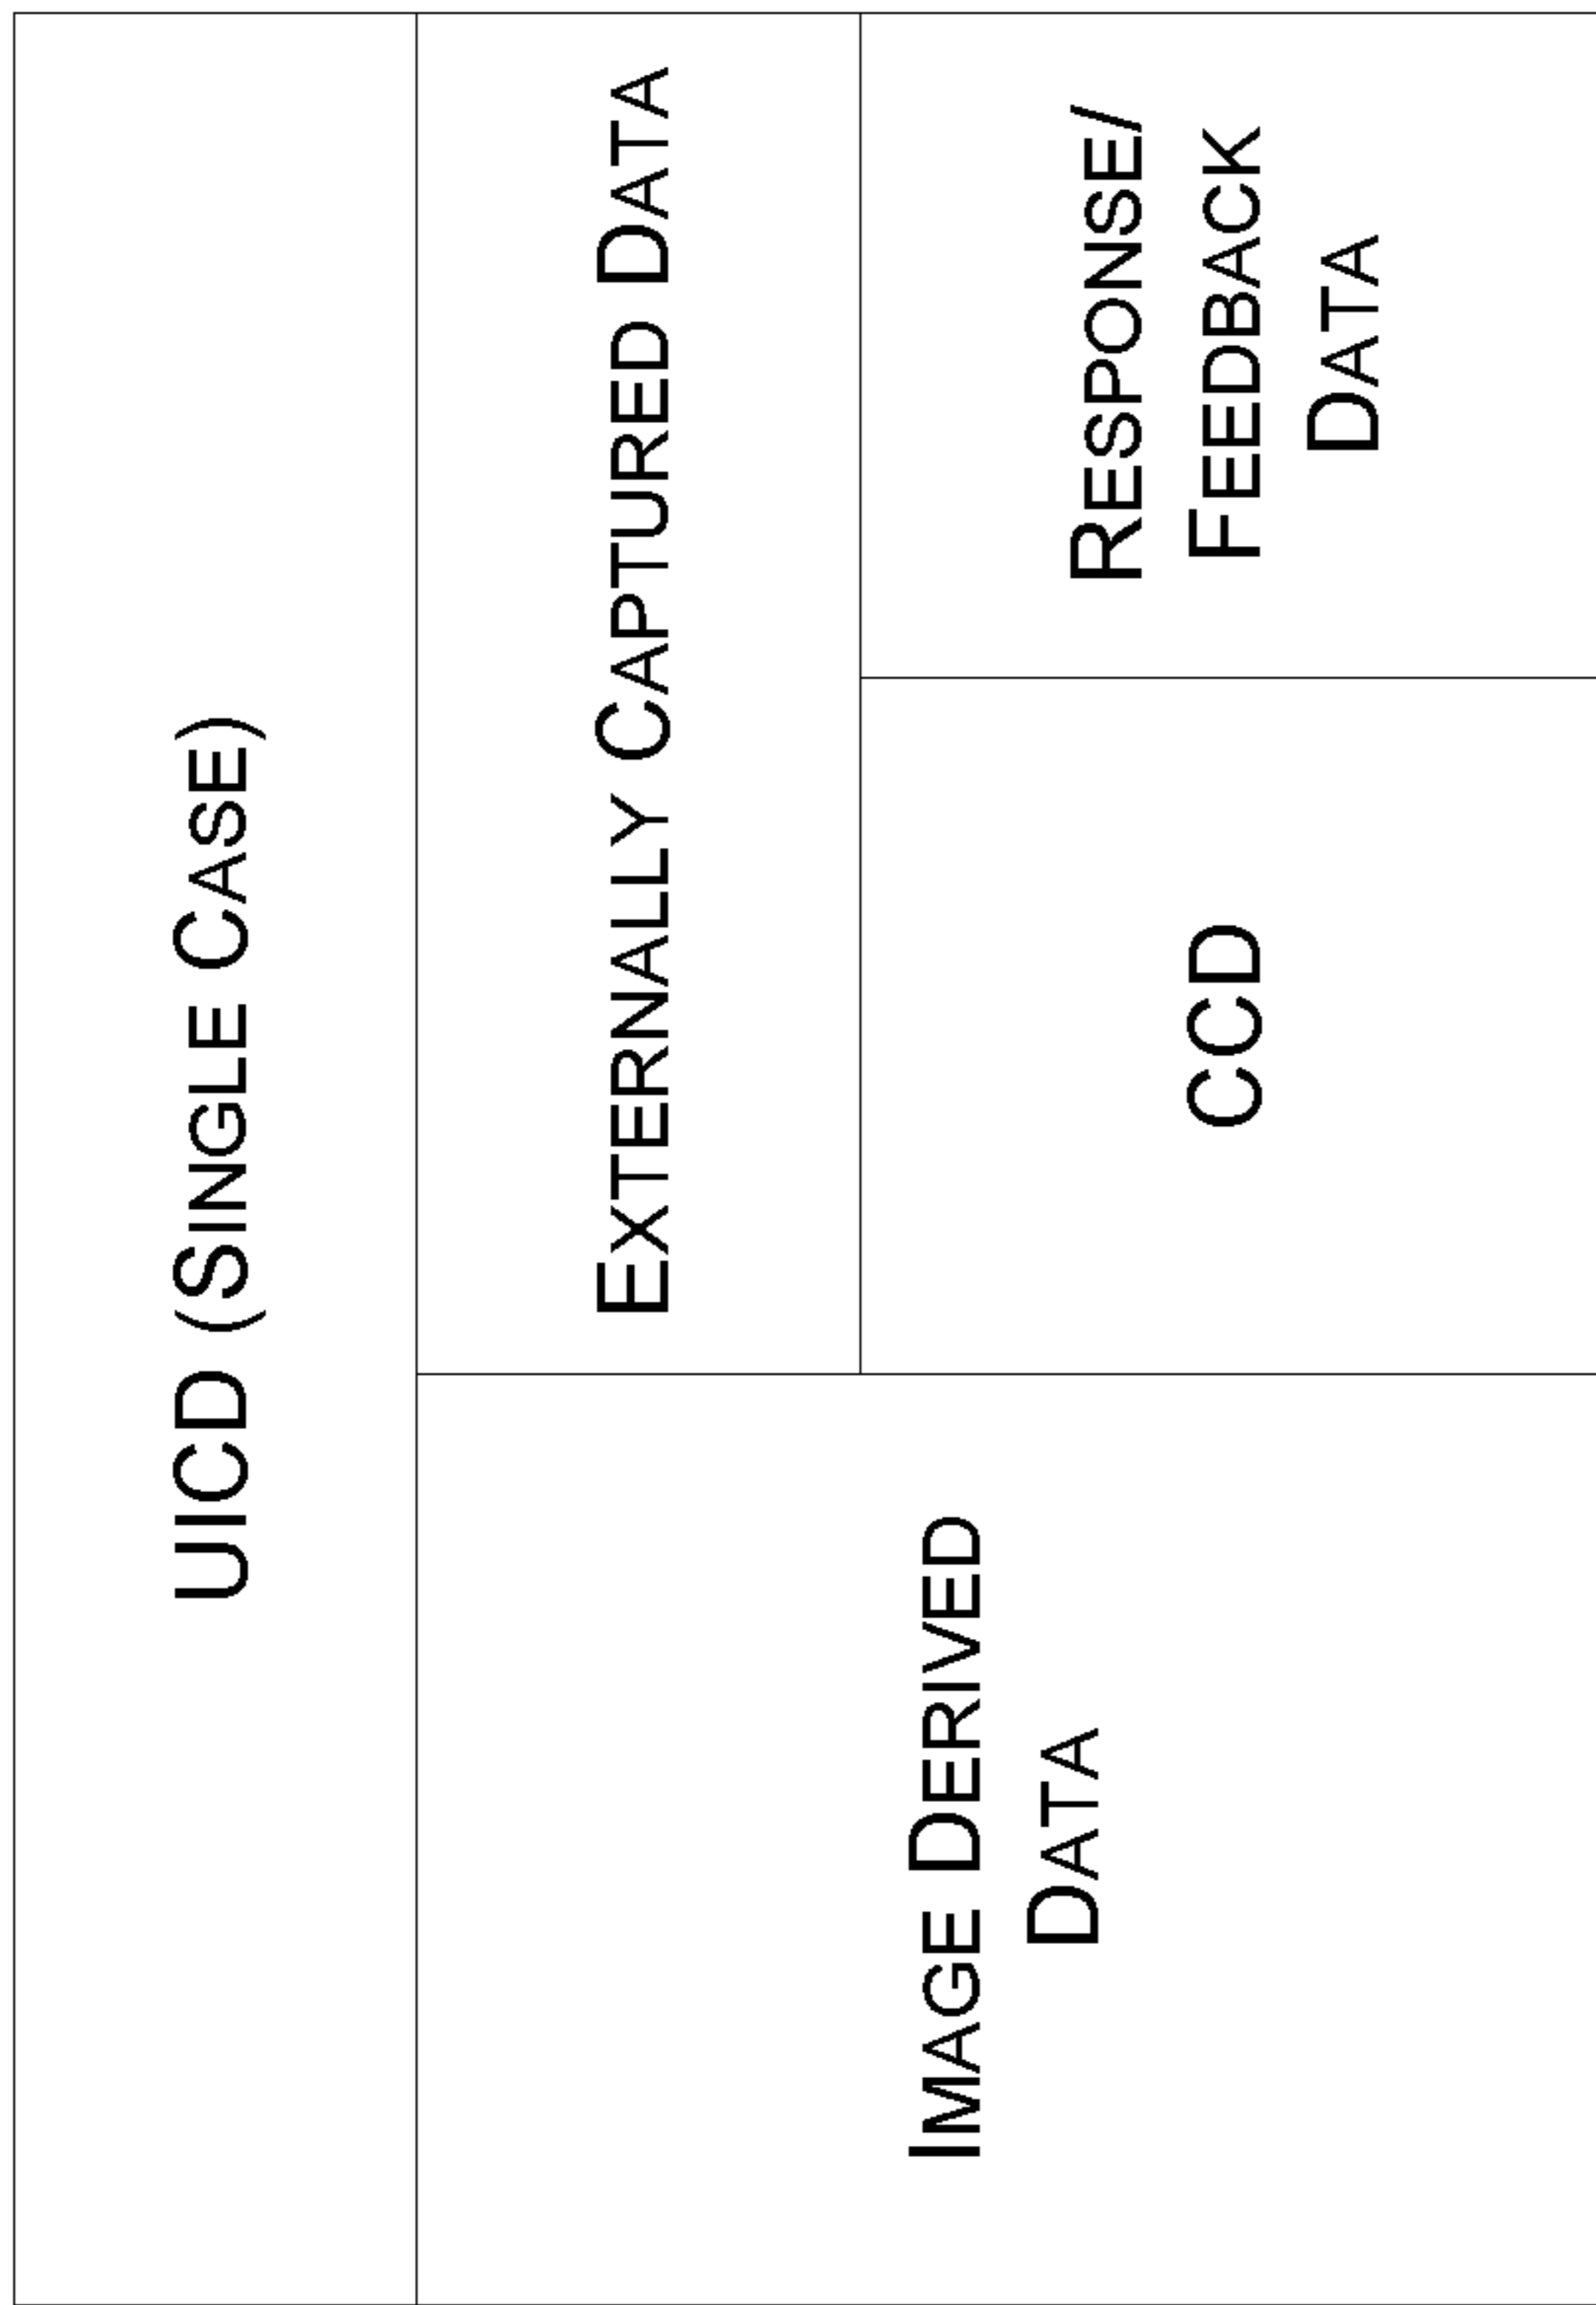 UICD (SINGLE CASE)
IMAGE DERIVED
DATA
EXTERNALLY CAPTURED DATA
CCD
RESPONSE/
FEEDBACK
DATA